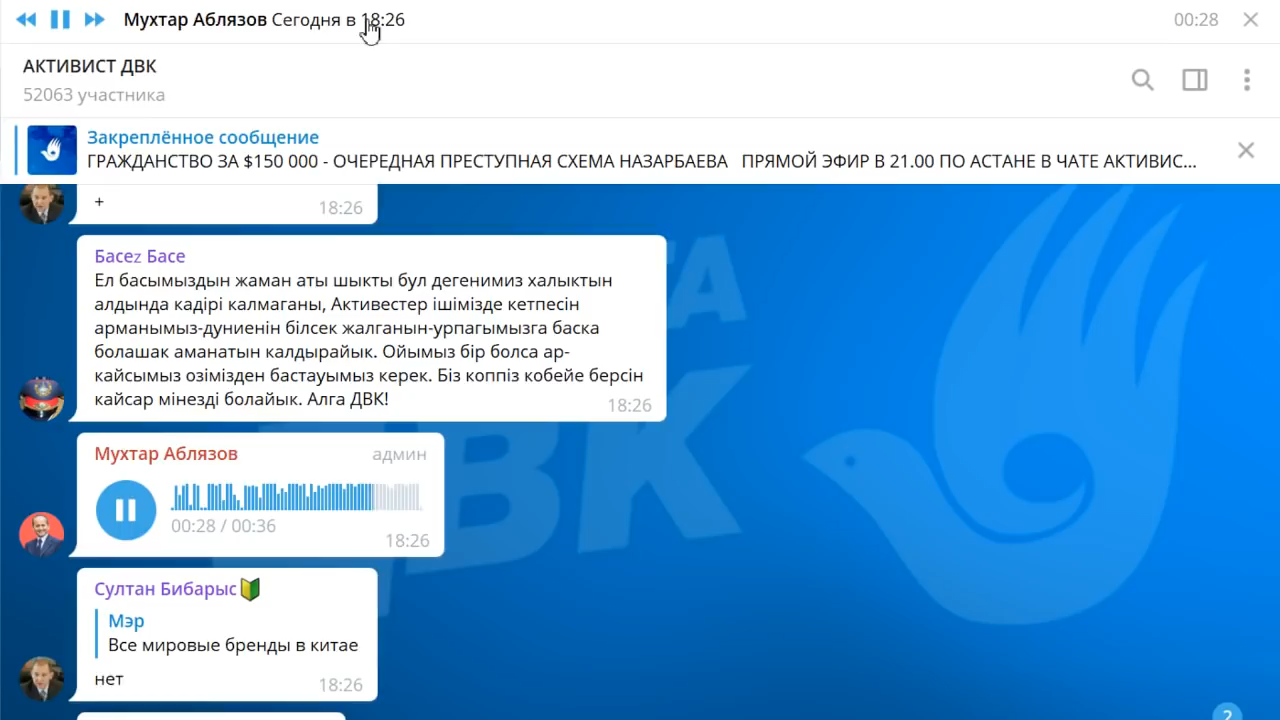 Мухтар Аблязов Сегодня в 18:26
00:28
АКТИВИСТ ДВК
52063 участника
Закреплённое сообщение
ГРАЖДАНСТВО ЗА $150 000 - ОЧЕРЕДНАЯ ПРЕСТУПНАЯ СХЕМА НАЗАРБАЕВА ПРЯМОЙ ЭФИР В 21.00 ПО АСТАНЕ В ЧАТЕ АКТИВИС...
+
18:26
Басеz Басе
Ел басымыздын жаман аты шыкты бул дегенимиз халыктын
алдында кадірі калмаганы, Активестер ішімізде кетпесін
арманымыз-дуниенін білсек жалганын-урпагымызга баска
болашак аманатын калдырайык. Ойымыз бір болса ар-
кайсымыз озімізден бастауымыз керек. Біз коппіз кобейе берсін
кайсар мінезді болайык. Алга ДВК!
18:26
Мухтар Аблязов админ
00:28 / 00:36
18:26
Султан Бибарыс
Мэр
Все мировые бренды в китае
нет
18:26
ДВК
2